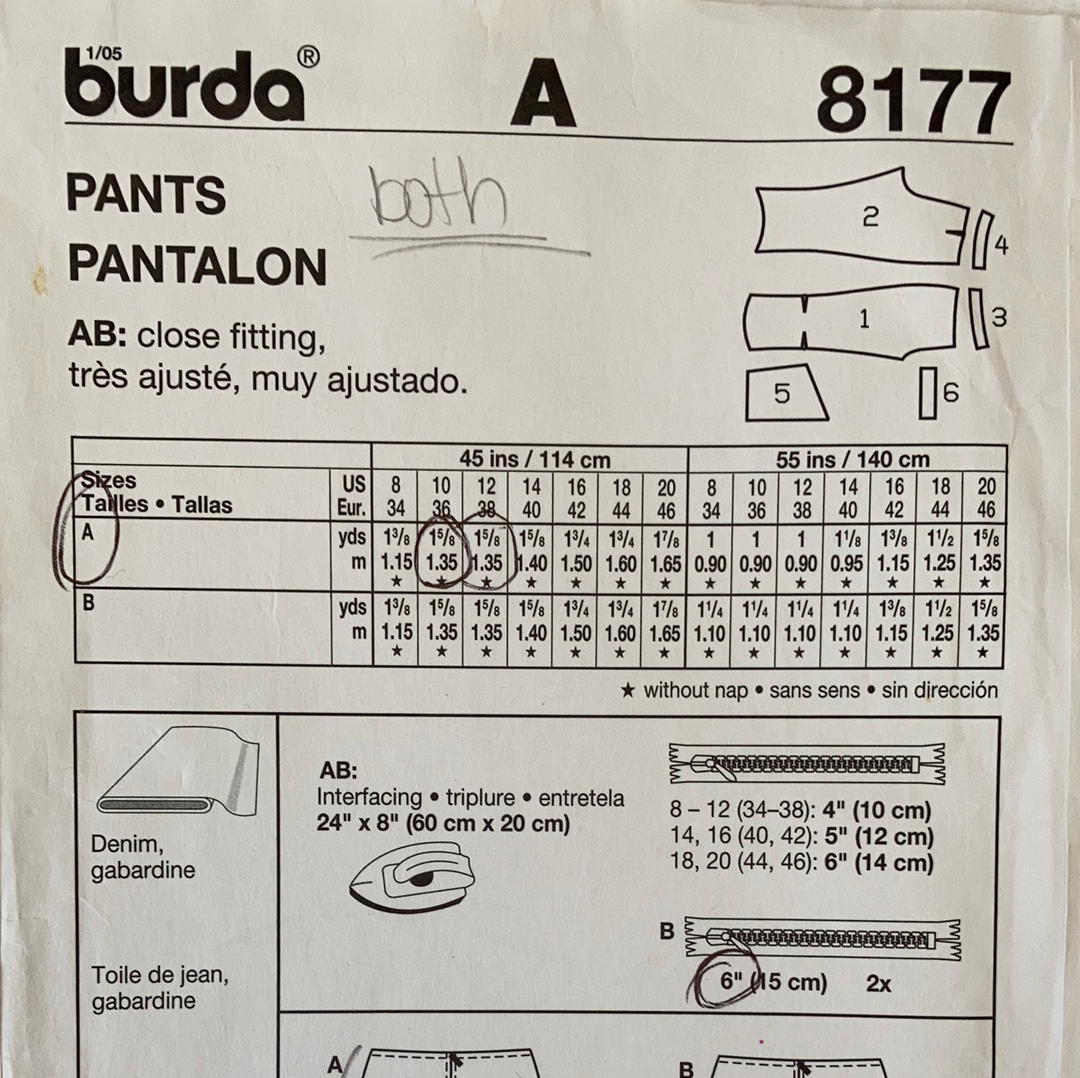 1/05
burda® A 8177
PANTS both
PANTALON
AB: close fitting,
très ajusté, muy ajustado.
2
4
1
3
5
6
45 ins / 114 cm 55 ins / 140 cm
Sizes US 8 10 12 14 16 18 20 8 10 12 14 16 18 20
Tailles • Tallas Eur. 34 36 38 40 42 44 46 34 36 38 40 42 44 46
A yds 1³/₈ 1⁵/₈ 1⁵/₈ 1⁵/₈ 1³/₄ 1³/₄ 1⁷/₈ 1 1 1 1¹/₈ 1³/₈ 1¹/₂ 1⁵/₈
m 1.15 1.35 1.35 1.40 1.50 1.60 1.65 0.90 0.90 0.90 0.95 1.15 1.25 1.35
★ ★ ★ ★ ★ ★ ★ ★ ★ ★ ★ ★ ★ ★
B yds 1³/₈ 1⁵/₈ 1⁵/₈ 1⁵/₈ 1³/₄ 1³/₄ 1⁷/₈ 1¹/₄ 1¹/₄ 1¹/₄ 1¹/₄ 1³/₈ 1¹/₂ 1⁵/₈
m 1.15 1.35 1.35 1.40 1.50 1.60 1.65 1.10 1.10 1.10 1.10 1.15 1.25 1.35
★ ★ ★ ★ ★ ★ ★ ★ ★ ★ ★ ★ ★ ★
★ without nap • sans sens • sin dirección
Denim,
gabardine
Toile de jean,
gabardine
AB:
Interfacing • triplure • entretela
24" x 8" (60 cm x 20 cm)
8 – 12 (34–38): 4" (10 cm)
14, 16 (40, 42): 5" (12 cm)
18, 20 (44, 46): 6" (14 cm)
B
6" (15 cm) 2x
A B